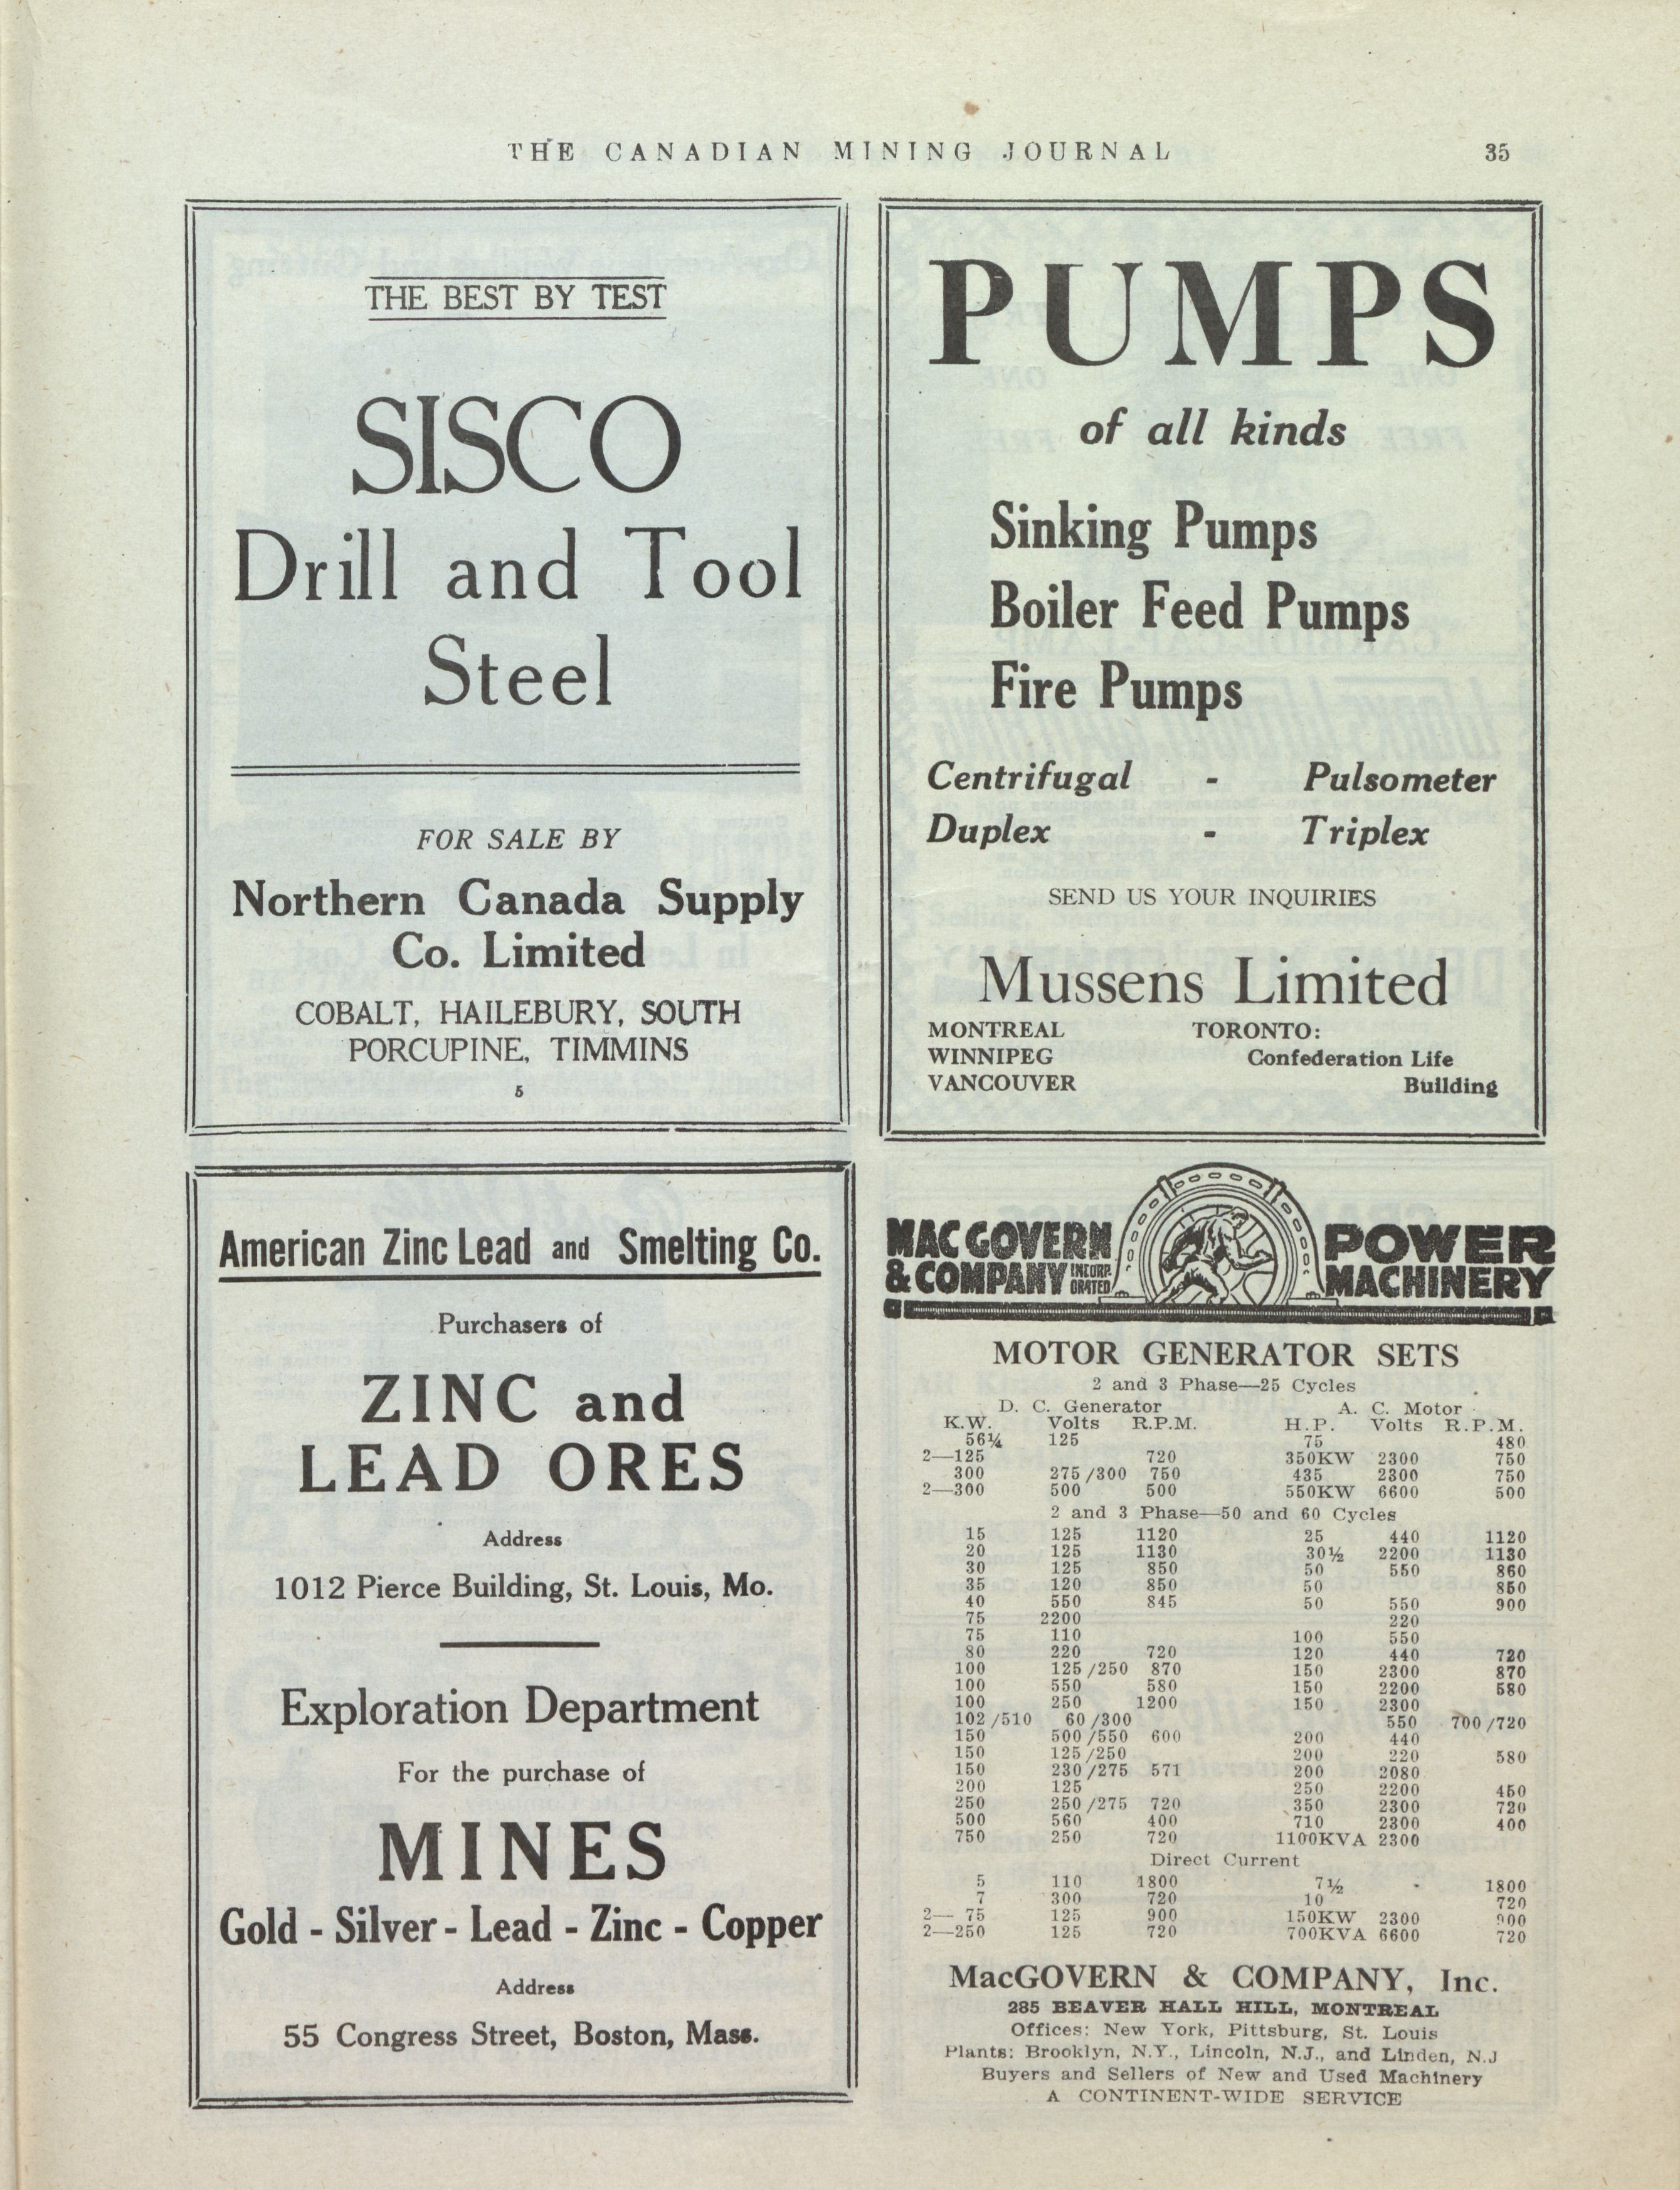 THE CANADIAN MINING JOURNAL 35
THE BEST BY TEST
SISCO
Drill and Tool
Steel
FOR SALE BY
Northern Canada Supply
Co. Limited
COBALT, HAILEBURY, SOUTH
PORCUPINE, TIMMINS
5
PUMPS
of all kinds
Sinking Pumps
Boiler Feed Pumps
Fire Pumps
Centrifugal - Pulsometer
Duplex - Triplex
SEND US YOUR INQUIRIES
Mussens Limited
MONTREAL TORONTO:
WINNIPEG Confederation Life
VANCOUVER Building
American Zinc Lead and Smelting Co.
Purchasers of
ZINC and
LEAD ORES
Address
1012 Pierce Building, St. Louis, Mo.
Exploration Department
For the purchase of
MINES
Gold - Silver - Lead - Zinc - Copper
Address
55 Congress Street, Boston, Mass.
MACGOVERN POWER
& COMPANY INCORPORATED MACHINERY
MOTOR GENERATOR SETS
2 and 3 Phase—25 Cycles
D. C. Generator A. C. Motor
K.W. Volts R.P.M. H.P. Volts R.P.M.
56¼ 125 75 480
2—125 720 350KW 2300 750
300 275/300 750 435 2300 750
2—300 500 500 550KW 6600 500
2 and 3 Phase—50 and 60 Cycles
15 125 1120 25 440 1120
20 125 1130 30½ 2200 1130
30 125 850 50 550 860
35 120 850 50 850
40 550 845 50 550 900
75 2200 220
75 110 100 550
80 220 720 120 440 720
100 125/250 870 150 2300 870
100 550 580 150 2200 580
100 250 1200 150 2300
102/510 60/300 550 700/720
150 500/550 600 200 440
150 125/250 200 220 580
150 230/275 571 200 2080
200 125 250 2200 450
250 250/275 720 350 2300 720
500 560 400 710 2300 400
750 250 720 1100KVA 2300
Direct Current
5 110 1800 7½ 1800
7 300 720 10 720
2— 75 125 900 150KW 2300 900
2—250 125 720 700KVA 6600 720
MacGOVERN & COMPANY, Inc.
285 BEAVER HALL HILL, MONTREAL
Offices: New York, Pittsburg, St. Louis
Plants: Brooklyn, N.Y., Lincoln, N.J., and Linden, N.J
Buyers and Sellers of New and Used Machinery
A CONTINENT-WIDE SERVICE